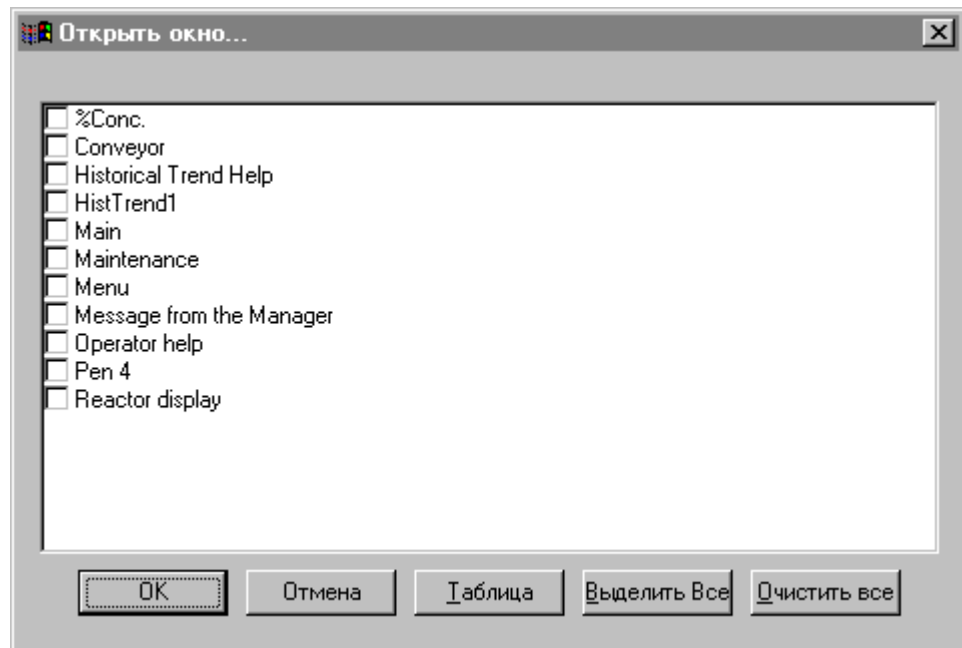 Открыть окно...
%Conc.
Conveyor
Historical Trend Help
HistTrend1
Main
Maintenance
Menu
Message from the Manager
Operator help
Pen 4
Reactor display
OK Отмена Таблица Выделить Все Очистить все